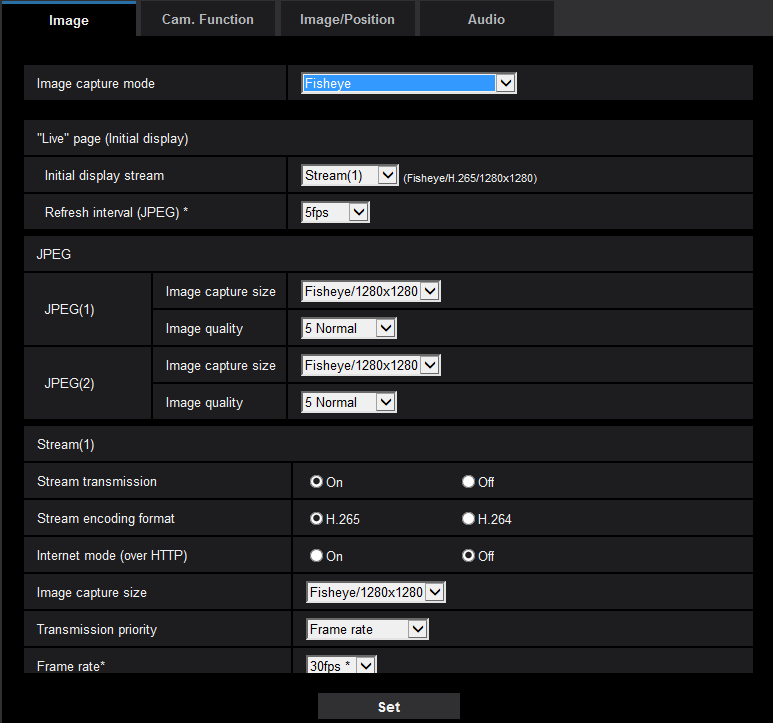 Image Cam. Function Image/Position Audio
Image capture mode Fisheye
"Live" page (Initial display)
Initial display stream Stream(1) (Fisheye/H.265/1280x1280)
Refresh interval (JPEG) * 5fps
JPEG
JPEG(1)
Image capture size Fisheye/1280x1280
Image quality 5 Normal
JPEG(2)
Image capture size Fisheye/1280x1280
Image quality 5 Normal
Stream(1)
Stream transmission On Off
Stream encoding format H.265 H.264
Internet mode (over HTTP) On Off
Image capture size Fisheye/1280x1280
Transmission priority Frame rate
Frame rate* 30fps *
Set